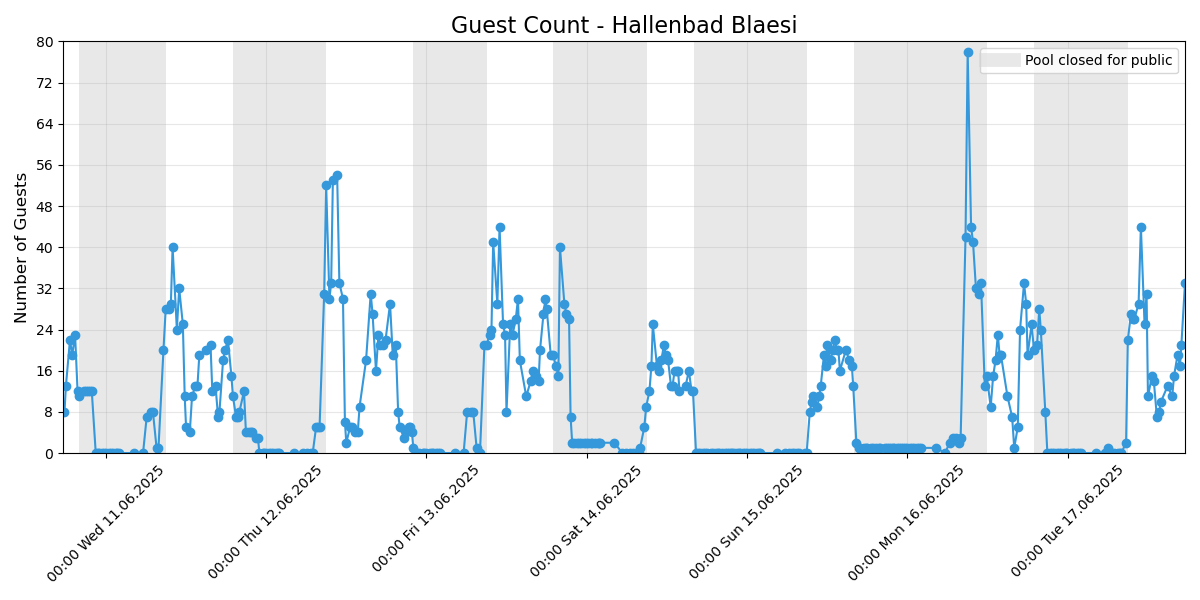 Guest Count - Hallenbad Blaesi
Pool closed for public
Number of Guests
80
72
64
56
48
40
32
24
16
8
0
00:00 Wed 11.06.2025
00:00 Thu 12.06.2025
00:00 Fri 13.06.2025
00:00 Sat 14.06.2025
00:00 Sun 15.06.2025
00:00 Mon 16.06.2025
00:00 Tue 17.06.2025